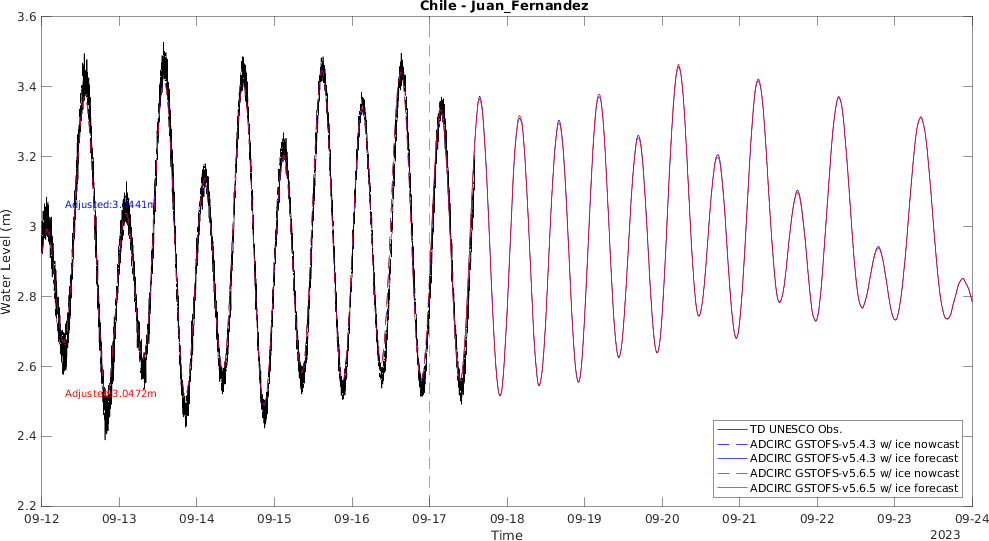 Chile - Juan_Fernandez
3.6
3.4
3.2
3
2.8
2.6
2.4
2.2
Water Level (m)
Adjusted:3.0441m
Adjusted:3.0472m
TD UNESCO Obs.
ADCIRC GSTOFS-v5.4.3 w/ ice nowcast
ADCIRC GSTOFS-v5.4.3 w/ ice forecast
ADCIRC GSTOFS-v5.6.5 w/ ice nowcast
ADCIRC GSTOFS-v5.6.5 w/ ice forecast
09-12 09-13 09-14 09-15 09-16 09-17 09-18 09-19 09-20 09-21 09-22 09-23 09-24
Time
2023